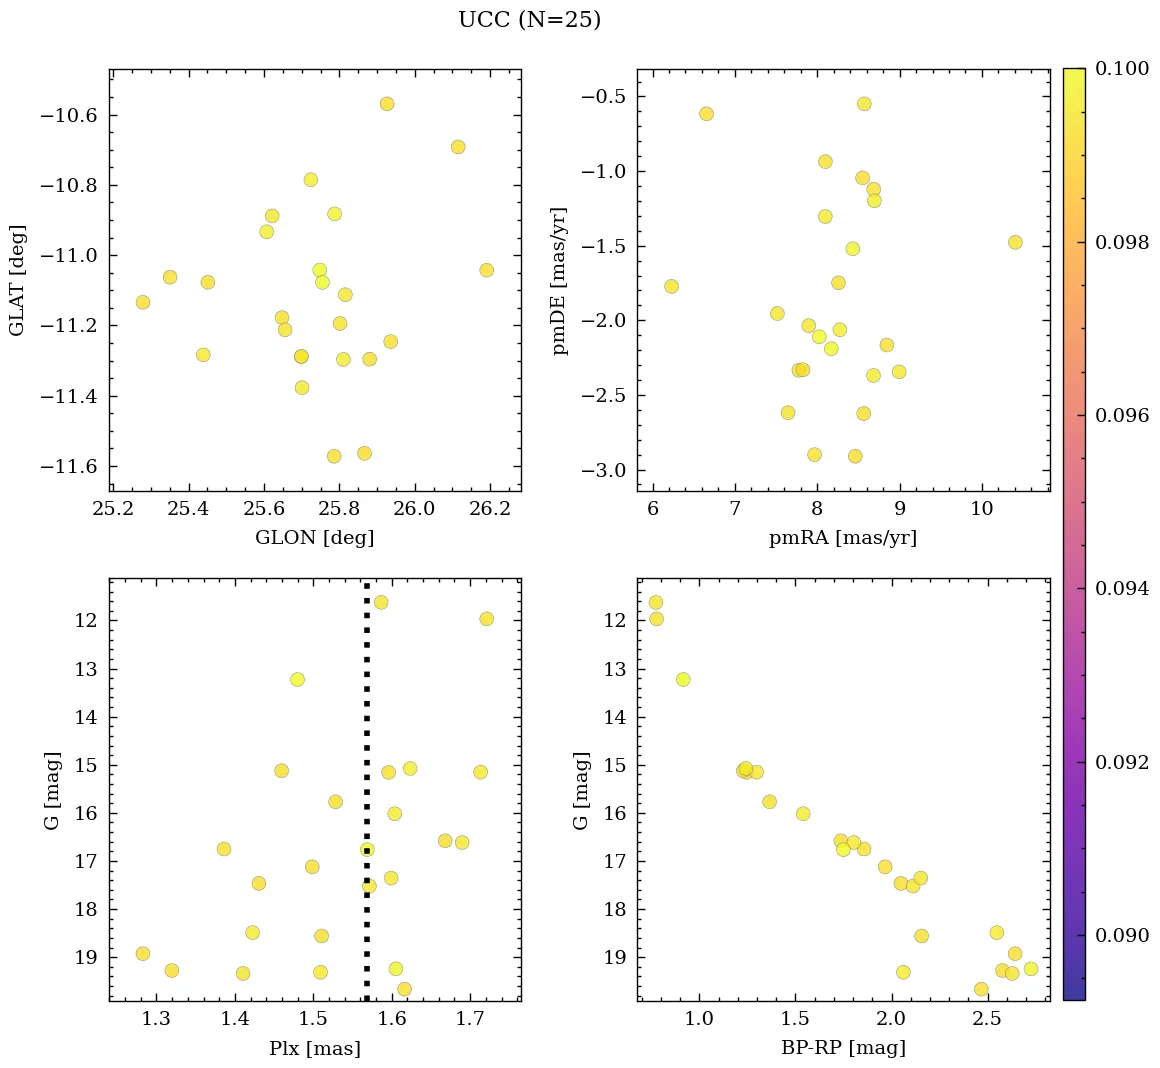 UCC (N=25)
−10.6
−10.8
−11.0
−11.2
−11.4
−11.6
GLAT [deg]
25.2 25.4 25.6 25.8 26.0 26.2
GLON [deg]
−0.5
−1.0
−1.5
−2.0
−2.5
−3.0
pmDE [mas/yr]
6 7 8 9 10
pmRA [mas/yr]
12
13
14
15
16
17
18
19
G [mag]
1.3 1.4 1.5 1.6 1.7
Plx [mas]
12
13
14
15
16
17
18
19
G [mag]
1.0 1.5 2.0 2.5
BP-RP [mag]
0.100
0.098
0.096
0.094
0.092
0.090